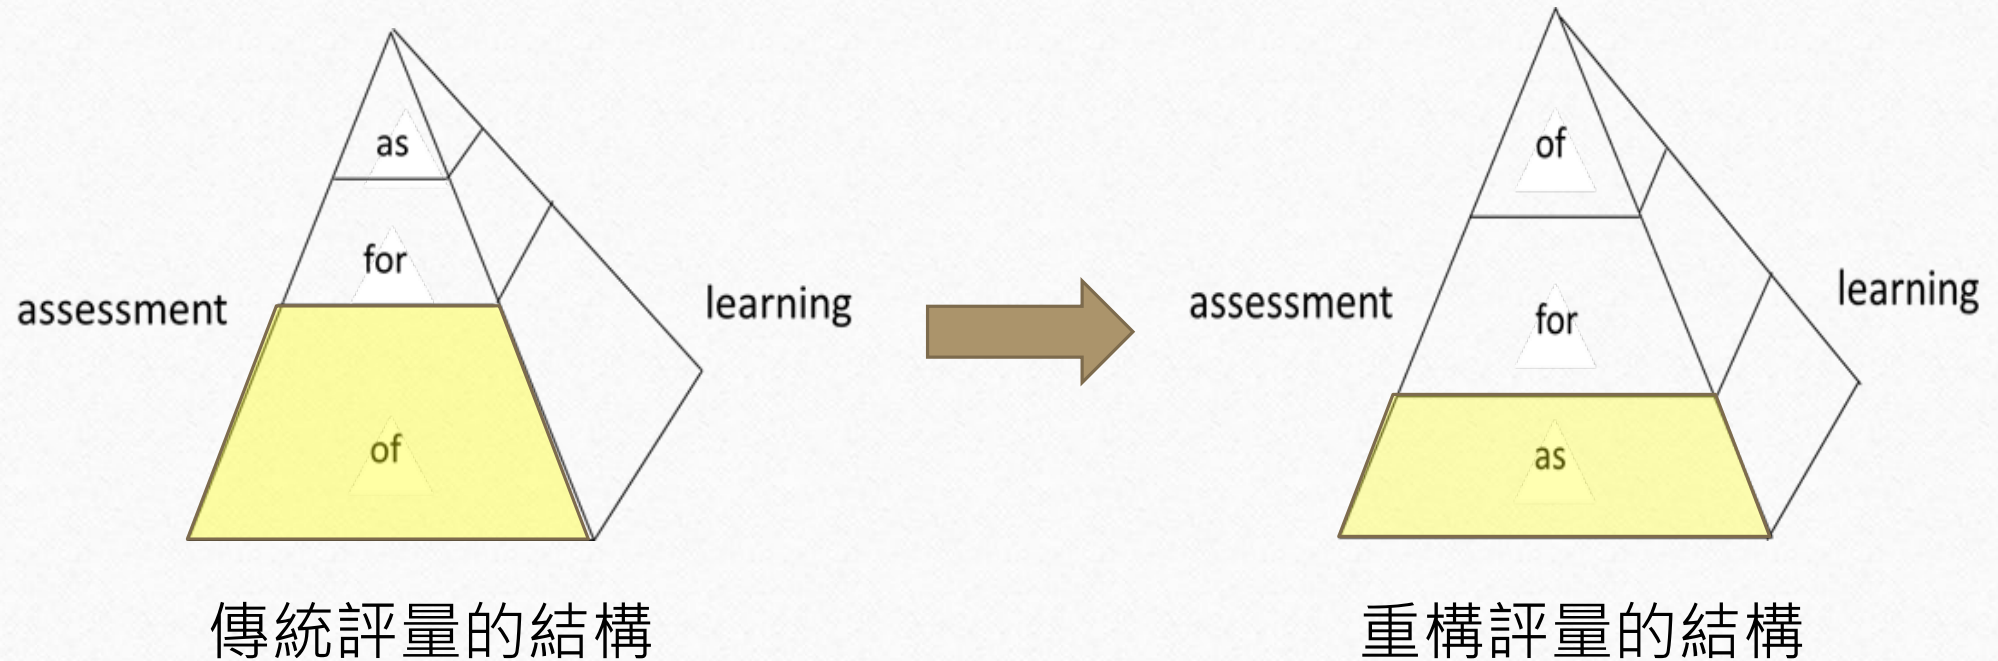 as
for
assessment
learning
of
傳統評量的結構
of
for
assessment
learning
as
重構評量的結構